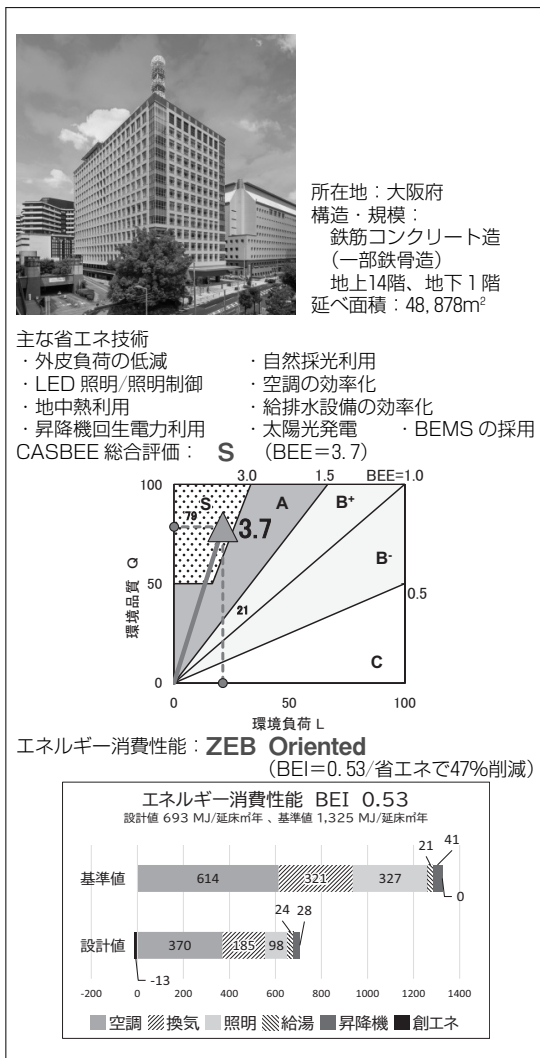 所在地：大阪府
構造・規模：
鉄筋コンクリート造
（一部鉄骨造）
地上14階、地下１階
延べ面積：48,878m²
主な省エネ技術
・外皮負荷の低減　・自然採光利用
・LED 照明/照明制御　・空調の効率化
・地中熱利用　・給排水設備の効率化
・昇降機回生電力利用　・太陽光発電　・BEMS の採用
CASBEE 総合評価： S （BEE=3.7）
3.0 1.5 BEE=1.0
100
S A B⁺
79
3.7
環境品質 Q
B⁻
50
0.5
21
C
0
0 50 100
環境負荷 L
エネルギー消費性能：ZEB Oriented
（BEI=0.53/省エネで47%削減）
エネルギー消費性能 BEI 0.53
設計値 693 MJ/延床㎡年 、基準値 1,325 MJ/延床㎡年
21 41
基準値 614 321 327
0
24 28
設計値 370 185 98
-13
-200 0 200 400 600 800 1000 1200 1400
空調 換気 照明 給湯 昇降機 創エネ